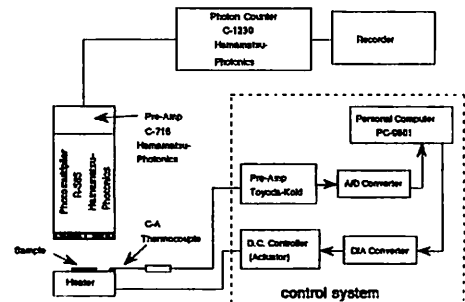 Photon Counter
C-1230
Hamamatsu-
Photonics
Recorder
Pre-Amp
C-716
Hamamatsu-
Photonics
Photomultiplier
R-585
Hamamatsu-
Photonics
Personal Computer
PC-9801
Pre-Amp
Toyoda-Koki
A/D Converter
C-A
Thermocouple
D.C. Controller
(Actuator)
D/A Converter
Sample
Heater
control system